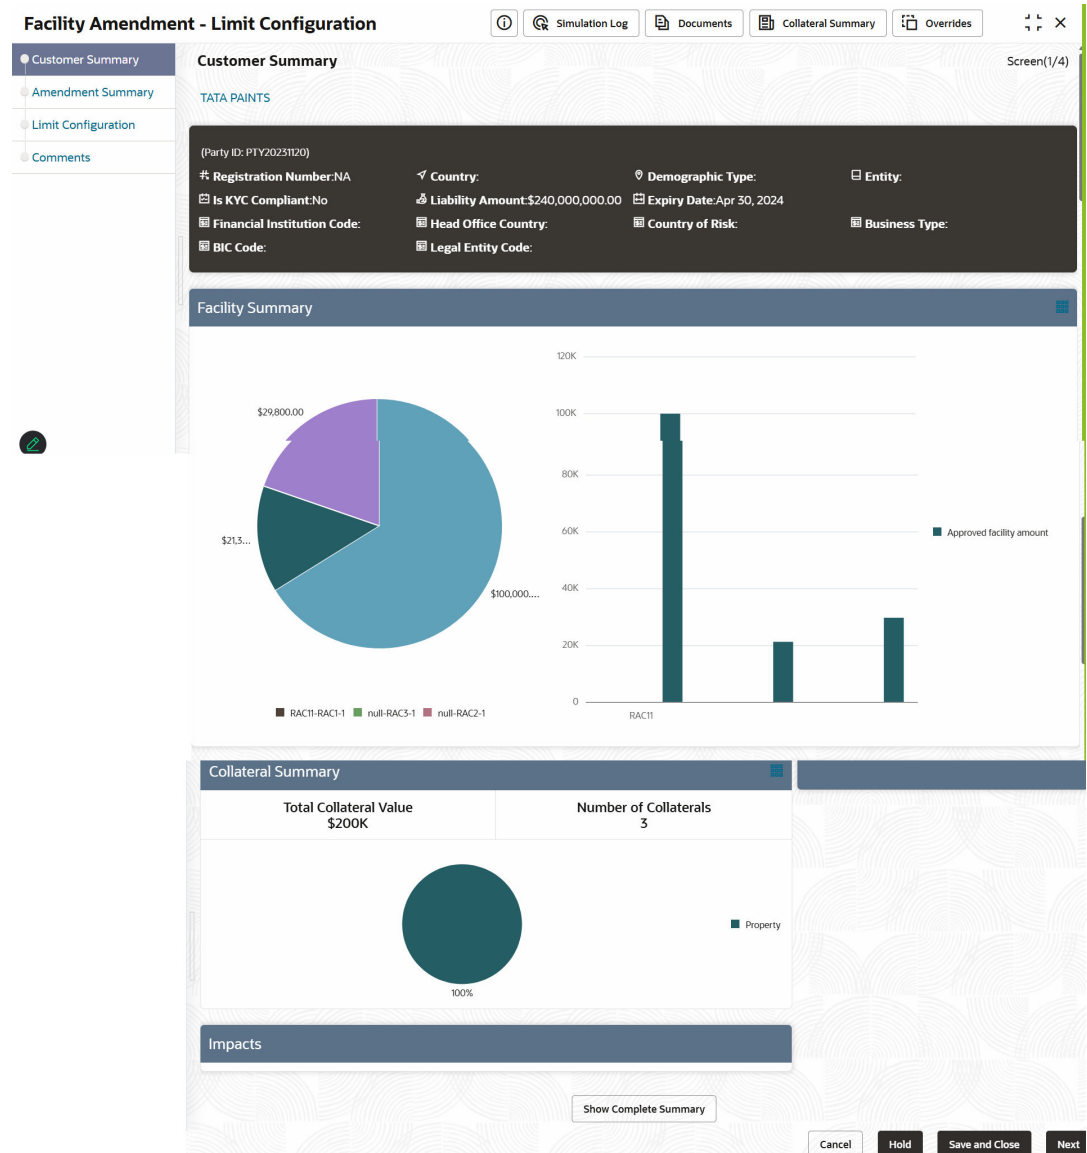 Facility Amendment - Limit Configuration
Simulation Log
Documents
Collateral Summary
Overrides
Customer Summary
Amendment Summary
Limit Configuration
Comments
Customer Summary
Screen(1/4)
TATA PAINTS
(Party ID: PTY20231120)
Registration Number:NA Country: Demographic Type: Entity:
Is KYC Compliant:No Liability Amount:$240,000,000.00 Expiry Date:Apr 30, 2024
Financial Institution Code: Head Office Country: Country of Risk: Business Type:
BIC Code: Legal Entity Code:
Facility Summary
$29,800.00
$21,3...
$100,000....
RAC11-RAC1-1 null-RAC3-1 null-RAC2-1
120K
100K
80K
60K
40K
20K
0
RAC11
Approved facility amount
Collateral Summary
Total Collateral Value
$200K
Number of Collaterals
3
100%
Property
Impacts
Show Complete Summary
Cancel
Hold
Save and Close
Next